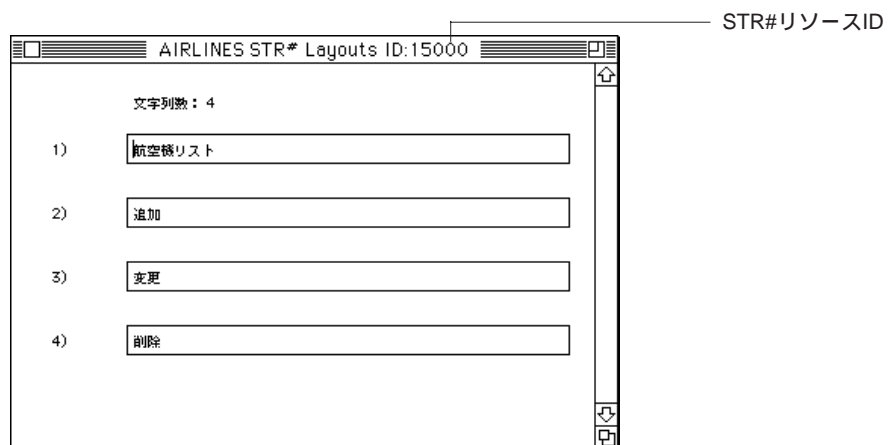 STR#リソースID
AIRLINES STR# Layouts ID:15000
文字列数：4
1) 航空機リスト
2) 追加
3) 変更
4) 削除